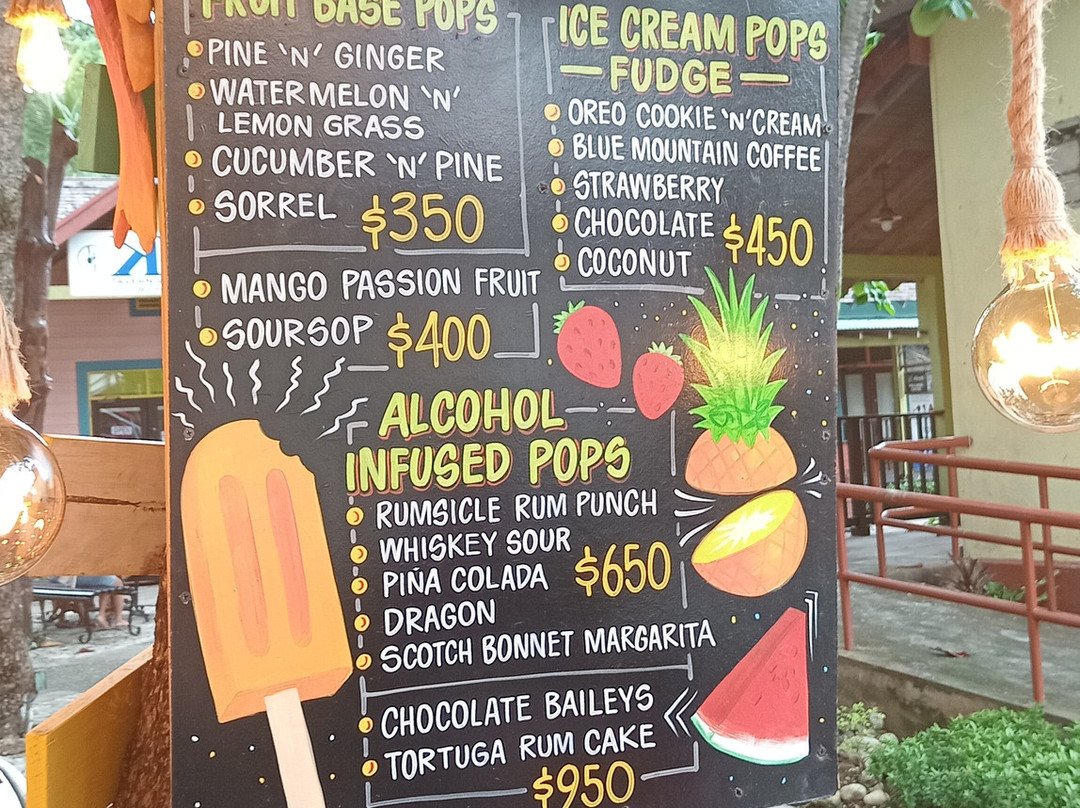 FRUIT BASE POPS
PINE 'N' GINGER
WATERMELON 'N'
LEMON GRASS
CUCUMBER 'N' PINE
SORREL $350
MANGO PASSION FRUIT
SOURSOP $400
ICE CREAM POPS
FUDGE
OREO COOKIE 'N' CREAM
BLUE MOUNTAIN COFFEE
STRAWBERRY
CHOCOLATE $450
COCONUT
ALCOHOL
INFUSED POPS
RUMSICLE RUM PUNCH
WHISKEY SOUR
PIÑA COLADA $650
DRAGON
SCOTCH BONNET MARGARITA
CHOCOLATE BAILEYS
TORTUGA RUM CAKE
$950